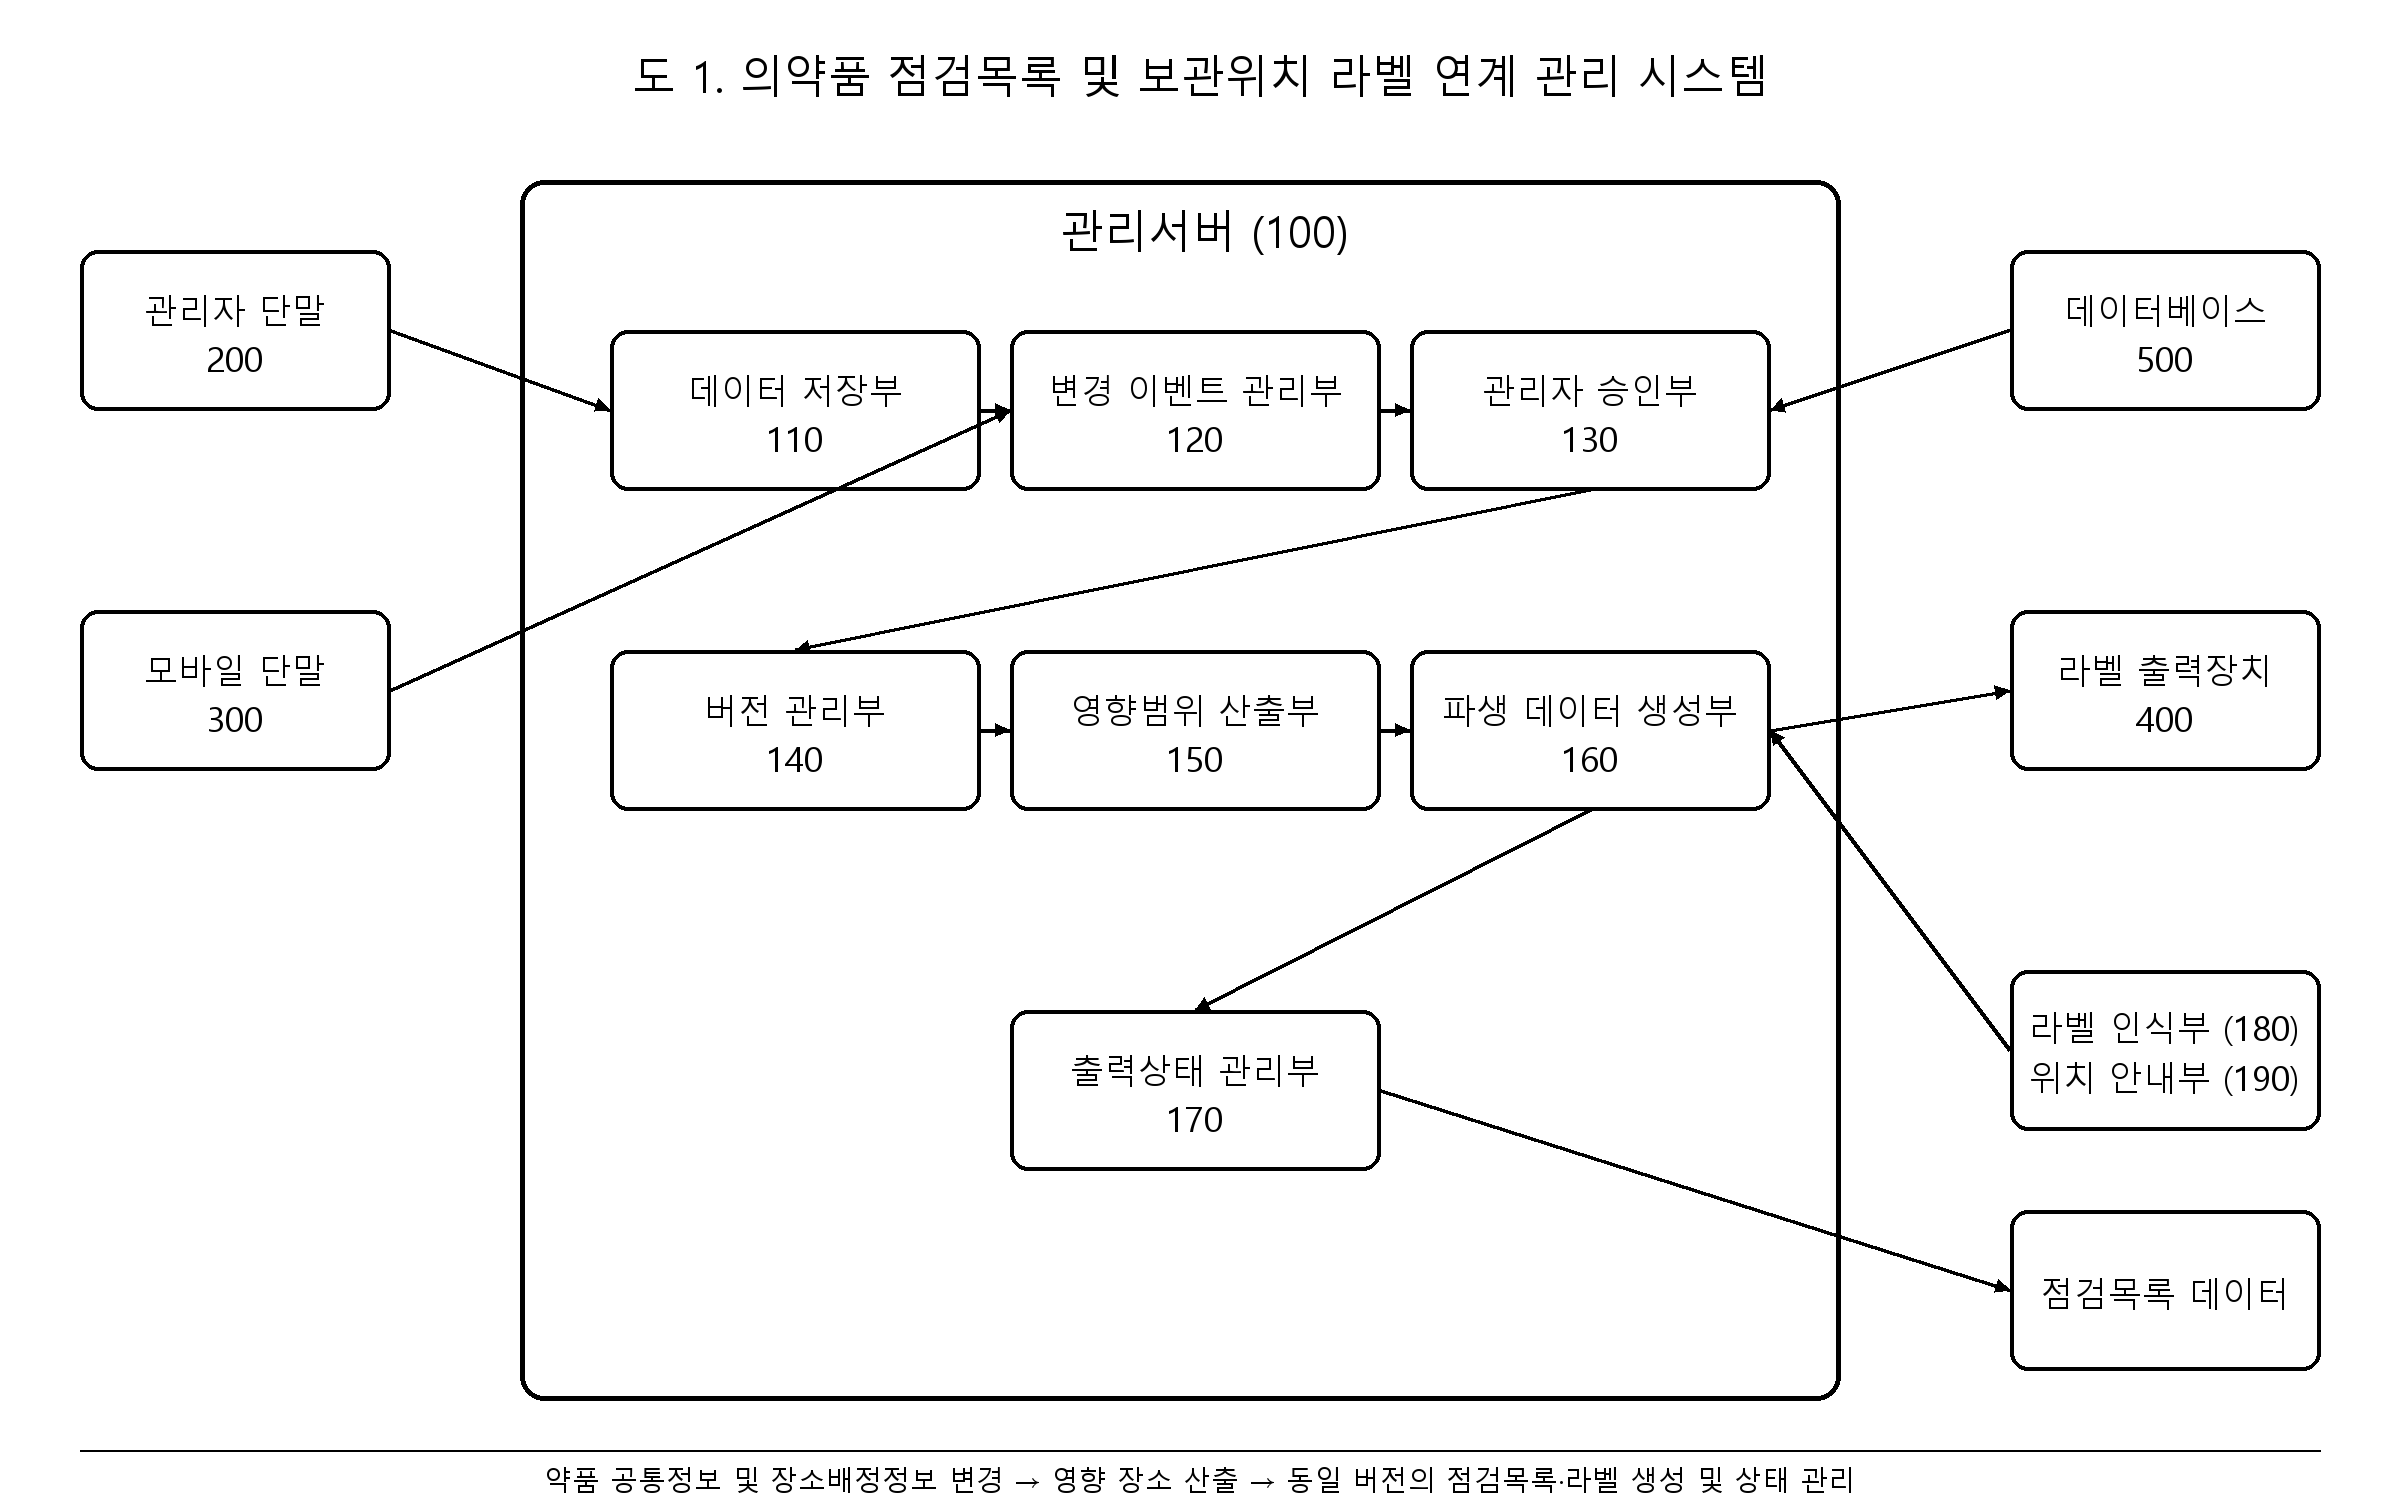 도 1. 의약품 점검목록 및 보관위치 라벨 연계 관리 시스템
관리서버 (100)
관리자 단말
200
데이터 저장부
110
변경 이벤트 관리부
120
관리자 승인부
130
데이터베이스
500
모바일 단말
300
버전 관리부
140
영향범위 산출부
150
파생 데이터 생성부
160
라벨 출력장치
400
출력상태 관리부
170
라벨 인식부 (180)
위치 안내부 (190)
점검목록 데이터
약품 공통정보 및 장소배정정보 변경 → 영향 장소 산출 → 동일 버전의 점검목록·라벨 생성 및 상태 관리